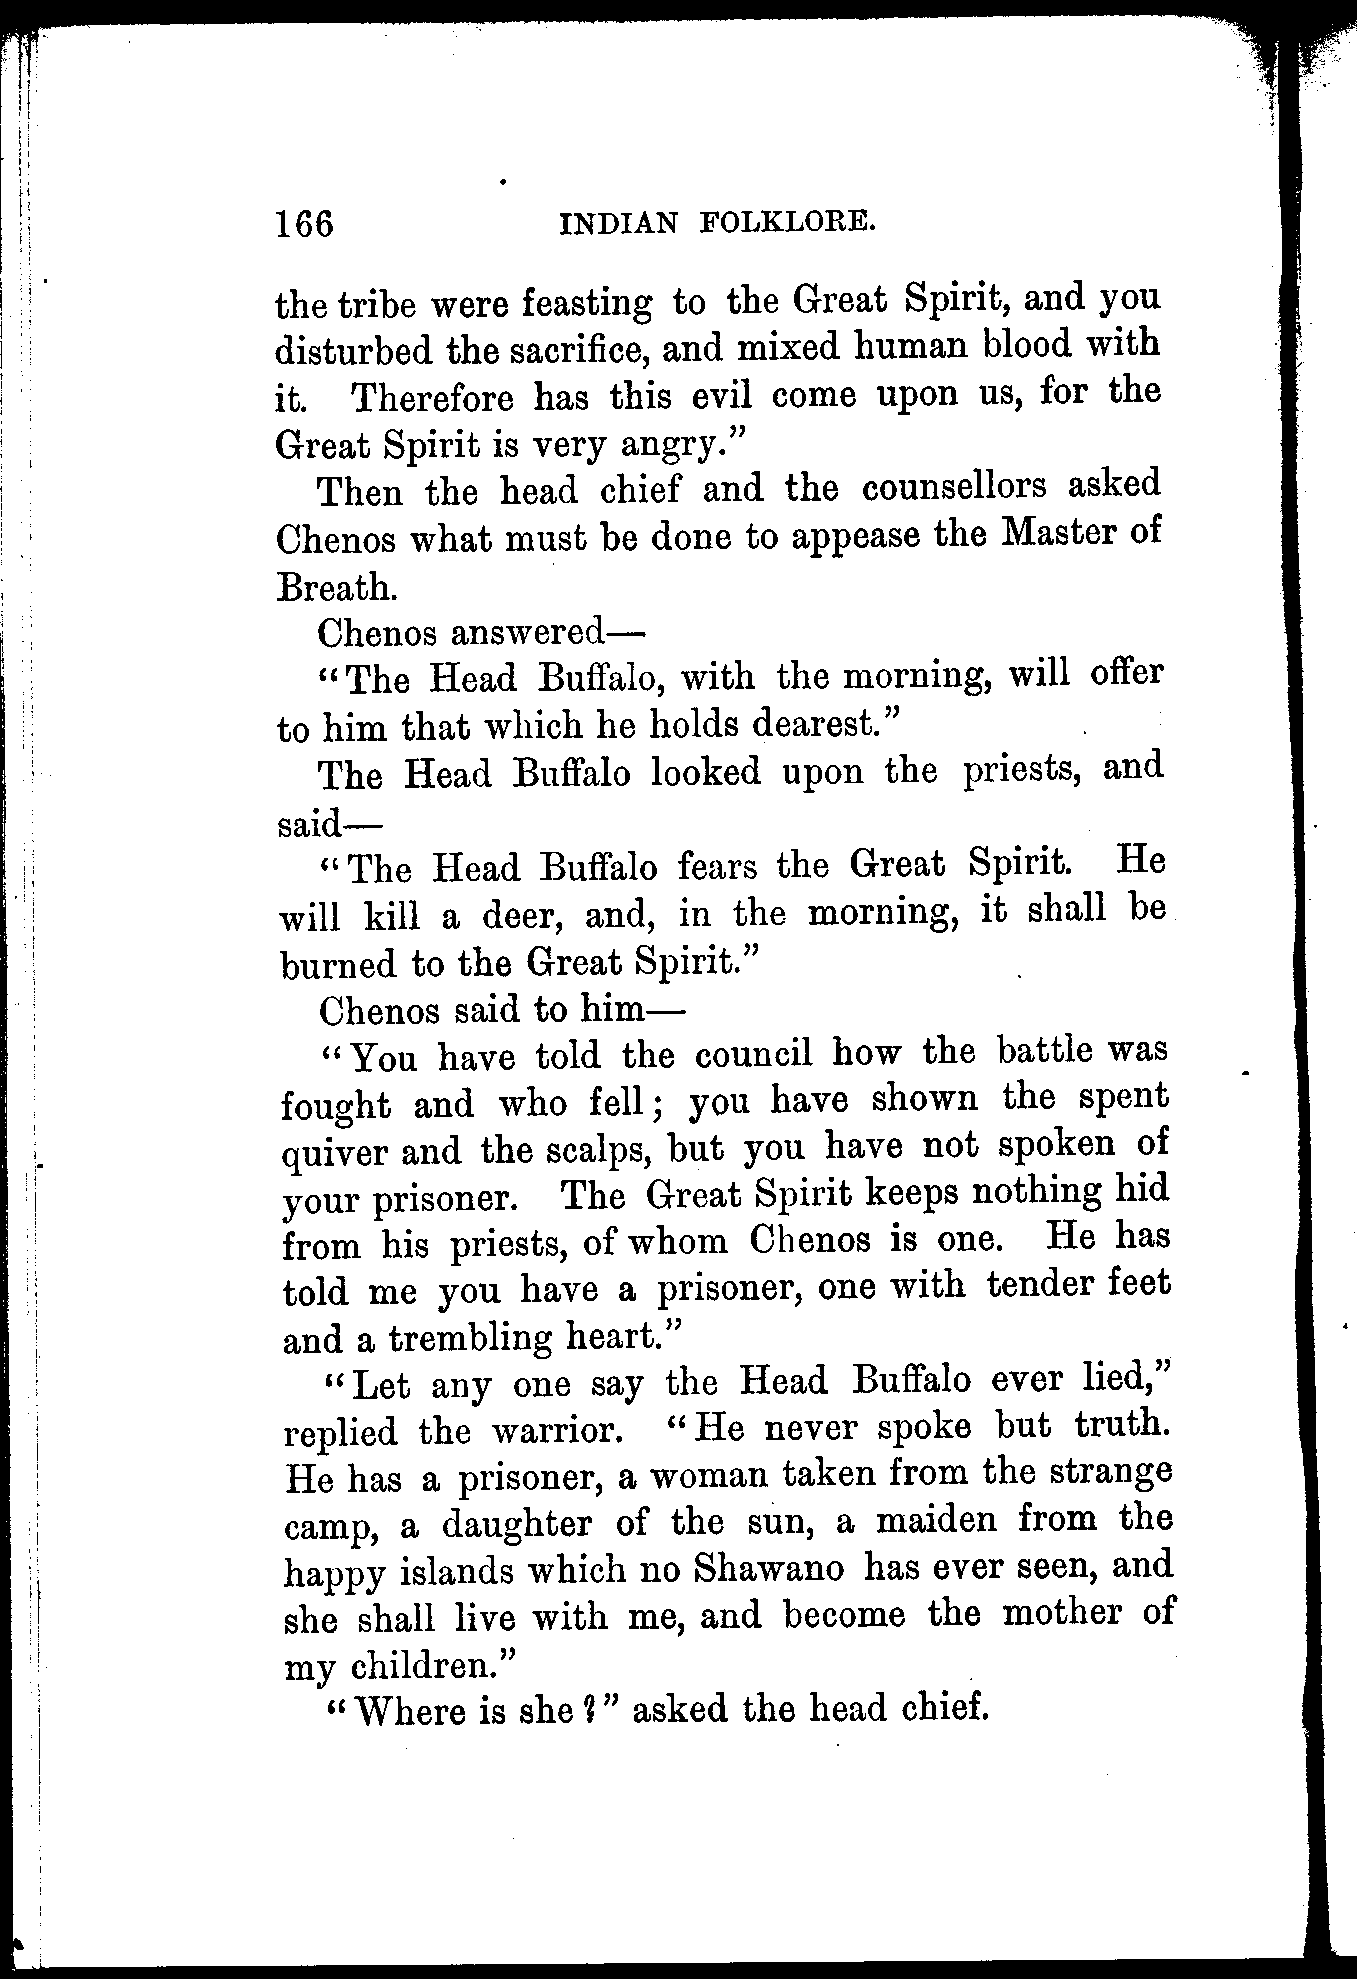 166 INDIAN FOLKLORE.
the tribe were feasting to the Great Spirit, and you
disturbed the sacrifice, and mixed human blood with
it. Therefore has this evil come upon us, for the
Great Spirit is very angry.”
Then the head chief and the counsellors asked
Chenos what must be done to appease the Master of
Breath.
Chenos answered—
“The Head Buffalo, with the morning, will offer
to him that which he holds dearest.”
The Head Buffalo looked upon the priests, and
said—
“The Head Buffalo fears the Great Spirit. He
will kill a deer, and, in the morning, it shall be
burned to the Great Spirit.”
Chenos said to him—
“You have told the council how the battle was
fought and who fell; you have shown the spent
quiver and the scalps, but you have not spoken of
your prisoner. The Great Spirit keeps nothing hid
from his priests, of whom Chenos is one. He has
told me you have a prisoner, one with tender feet
and a trembling heart.”
“Let any one say the Head Buffalo ever lied,”
replied the warrior. “He never spoke but truth.
He has a prisoner, a woman taken from the strange
camp, a daughter of the sun, a maiden from the
happy islands which no Shawano has ever seen, and
she shall live with me, and become the mother of
my children.”
“Where is she?” asked the head chief.